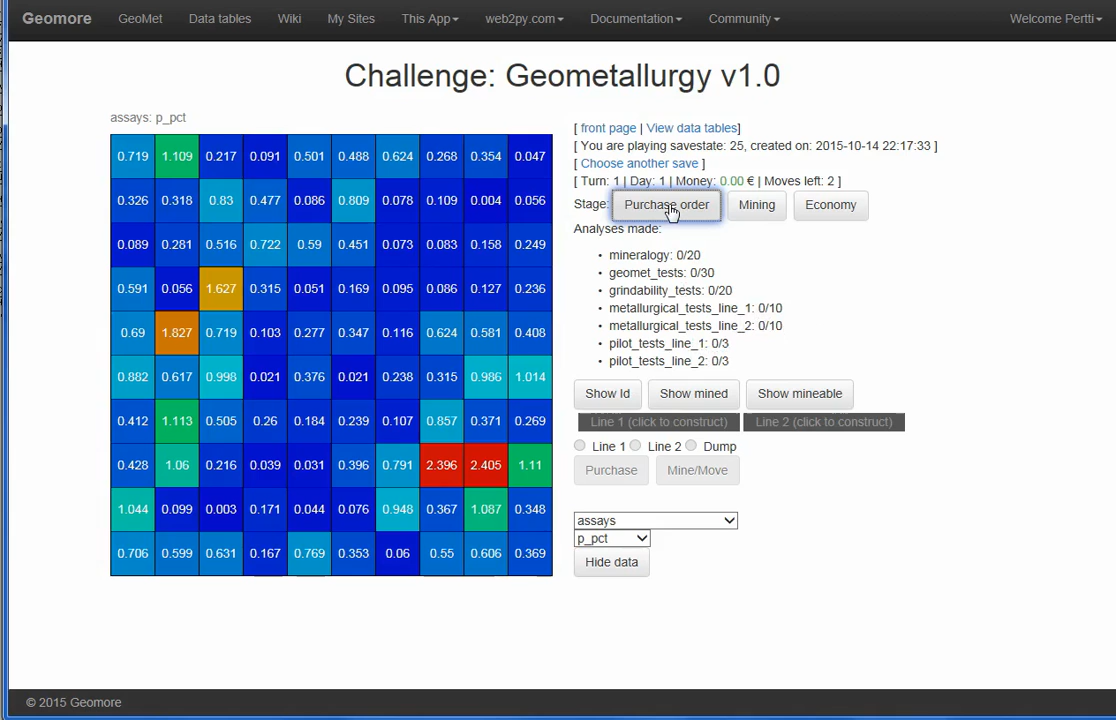 Geomore GeoMet Data tables Wiki My Sites This App web2py.com Documentation Community Welcome Pertti
Challenge: Geometallurgy v1.0
assays: p_pct
0.719 1.109 0.217 0.091 0.501 0.488 0.624 0.268 0.354 0.047
0.326 0.318 0.83 0.477 0.086 0.809 0.078 0.109 0.004 0.056
0.089 0.281 0.516 0.722 0.59 0.451 0.073 0.083 0.158 0.249
0.591 0.056 1.627 0.315 0.051 0.169 0.095 0.086 0.127 0.236
0.69 1.827 0.719 0.103 0.277 0.347 0.116 0.624 0.581 0.408
0.882 0.617 0.998 0.021 0.376 0.021 0.238 0.315 0.986 1.014
0.412 1.113 0.505 0.26 0.184 0.239 0.107 0.857 0.371 0.269
0.428 1.06 0.216 0.039 0.031 0.396 0.791 2.396 2.405 1.11
1.044 0.099 0.003 0.171 0.044 0.076 0.948 0.367 1.087 0.348
0.706 0.599 0.631 0.167 0.769 0.353 0.06 0.55 0.606 0.369
[ front page | View data tables]
[ You are playing savestate: 25, created on: 2015-10-14 22:17:33 ]
[ Choose another save ]
[ Turn: 1 | Day: 1 | Money: 0.00 € | Moves left: 2 ]
Stage: Purchase order Mining Economy
Analyses made:
• mineralogy: 0/20
• geomet_tests: 0/30
• grindability_tests: 0/20
• metallurgical_tests_line_1: 0/10
• metallurgical_tests_line_2: 0/10
• pilot_tests_line_1: 0/3
• pilot_tests_line_2: 0/3
Show Id Show mined Show mineable
Line 1 (click to construct) Line 2 (click to construct)
Line 1 Line 2 Dump
Purchase Mine/Move
assays
p_pct
Hide data
© 2015 Geomore